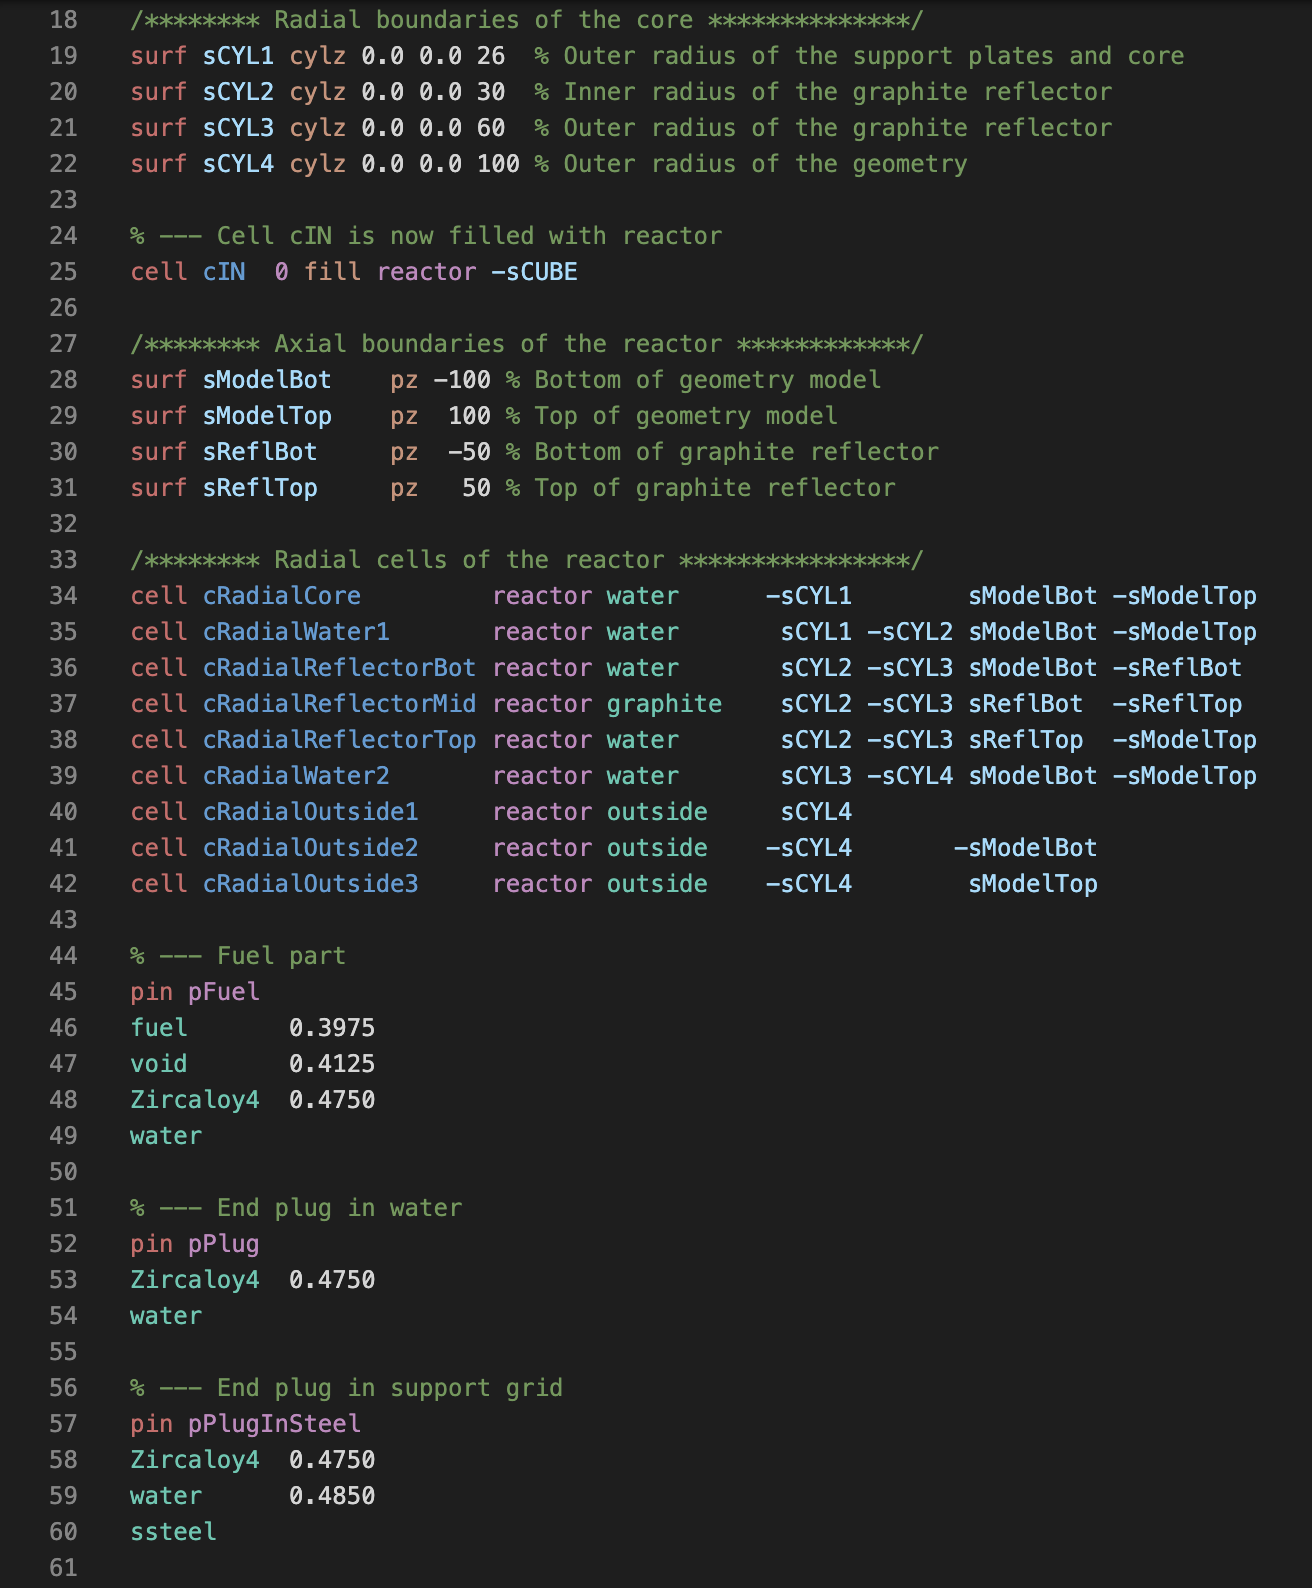 18 /******** Radial boundaries of the core **************/
19 surf sCYL1 cylz 0.0 0.0 26  % Outer radius of the support plates and core
20 surf sCYL2 cylz 0.0 0.0 30  % Inner radius of the graphite reflector
21 surf sCYL3 cylz 0.0 0.0 60  % Outer radius of the graphite reflector
22 surf sCYL4 cylz 0.0 0.0 100 % Outer radius of the geometry
23
24 % --- Cell cIN is now filled with reactor
25 cell cIN  0 fill reactor -sCUBE
26
27 /******** Axial boundaries of the reactor ************/
28 surf sModelBot    pz -100 % Bottom of geometry model
29 surf sModelTop    pz  100 % Top of geometry model
30 surf sReflBot     pz  -50 % Bottom of graphite reflector
31 surf sReflTop     pz   50 % Top of graphite reflector
32
33 /******** Radial cells of the reactor ****************/
34 cell cRadialCore         reactor water      -sCYL1        sModelBot -sModelTop
35 cell cRadialWater1       reactor water       sCYL1 -sCYL2 sModelBot -sModelTop
36 cell cRadialReflectorBot reactor water       sCYL2 -sCYL3 sModelBot -sReflBot
37 cell cRadialReflectorMid reactor graphite    sCYL2 -sCYL3 sReflBot  -sReflTop
38 cell cRadialReflectorTop reactor water       sCYL2 -sCYL3 sReflTop  -sModelTop
39 cell cRadialWater2       reactor water       sCYL3 -sCYL4 sModelBot -sModelTop
40 cell cRadialOutside1     reactor outside     sCYL4
41 cell cRadialOutside2     reactor outside    -sCYL4       -sModelBot
42 cell cRadialOutside3     reactor outside    -sCYL4        sModelTop
43
44 % --- Fuel part
45 pin pFuel
46 fuel       0.3975
47 void       0.4125
48 Zircaloy4  0.4750
49 water
50
51 % --- End plug in water
52 pin pPlug
53 Zircaloy4  0.4750
54 water
55
56 % --- End plug in support grid
57 pin pPlugInSteel
58 Zircaloy4  0.4750
59 water      0.4850
60 ssteel
61